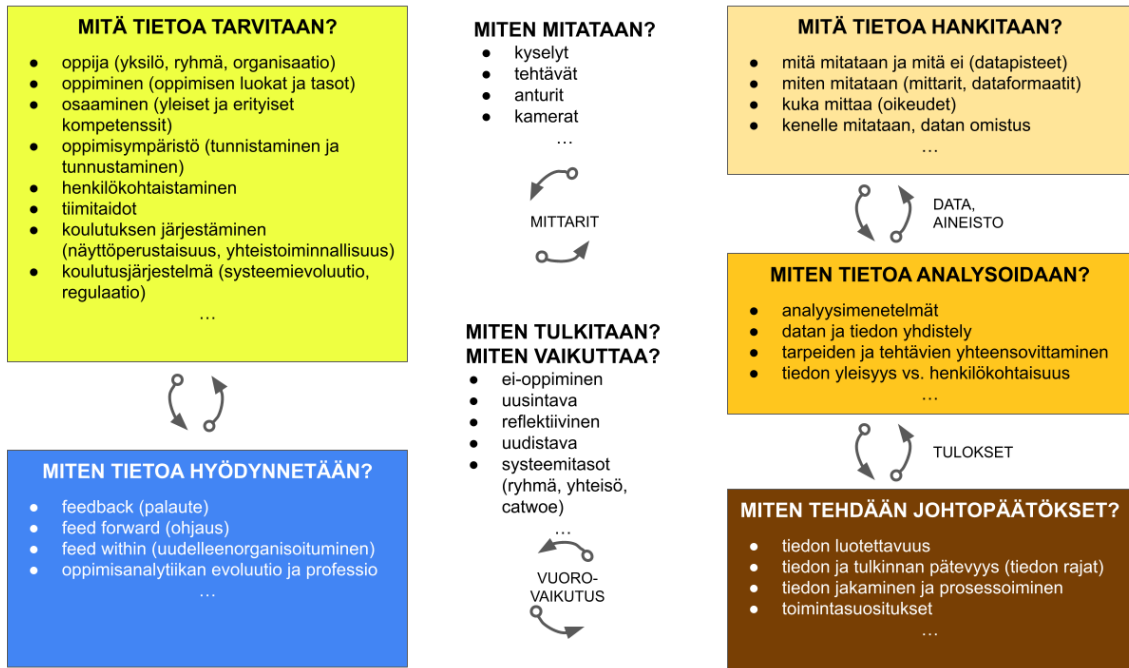 MITÄ TIETOA TARVITAAN?
● oppija (yksilö, ryhmä, organisaatio)
● oppiminen (oppimisen luokat ja tasot)
● osaaminen (yleiset ja erityiset
kompetenssit)
● oppimisympäristö (tunnistaminen ja
tunnustaminen)
● henkilökohtaistaminen
● tiimitaidot
● koulutuksen järjestäminen
(näyttöperustaisuus, yhteistoiminnallisuus)
● koulutusjärjestelmä (systeemievoluutio,
regulaatio)
…
MITEN TIETOA HYÖDYNNETÄÄN?
● feedback (palaute)
● feed forward (ohjaus)
● feed within (uudelleenorganisoituminen)
● oppimisanalytiikan evoluutio ja professio
…
MITEN MITATAAN?
● kyselyt
● tehtävät
● anturit
● kamerat
…
MITTARIT
MITEN TULKITAAN?
MITEN VAIKUTTAA?
● ei-oppiminen
● uusintava
● reflektiivinen
● uudistava
● systeemitasot
(ryhmä, yhteisö,
catwoe)
…
VUORO-
VAIKUTUS
MITÄ TIETOA HANKITAAN?
● mitä mitataan ja mitä ei (datapisteet)
● miten mitataan (mittarit, dataformaatit)
● kuka mittaa (oikeudet)
● kenelle mitataan, datan omistus
…
DATA,
AINEISTO
MITEN TIETOA ANALYSOIDAAN?
● analyysimenetelmät
● datan ja tiedon yhdistely
● tarpeiden ja tehtävien yhteensovittaminen
● tiedon yleisyys vs. henkilökohtaisuus
…
TULOKSET
MITEN TEHDÄÄN JOHTOPÄÄTÖKSET?
● tiedon luotettavuus
● tiedon ja tulkinnan pätevyys (tiedon rajat)
● tiedon jakaminen ja prosessoiminen
● toimintasuositukset
…